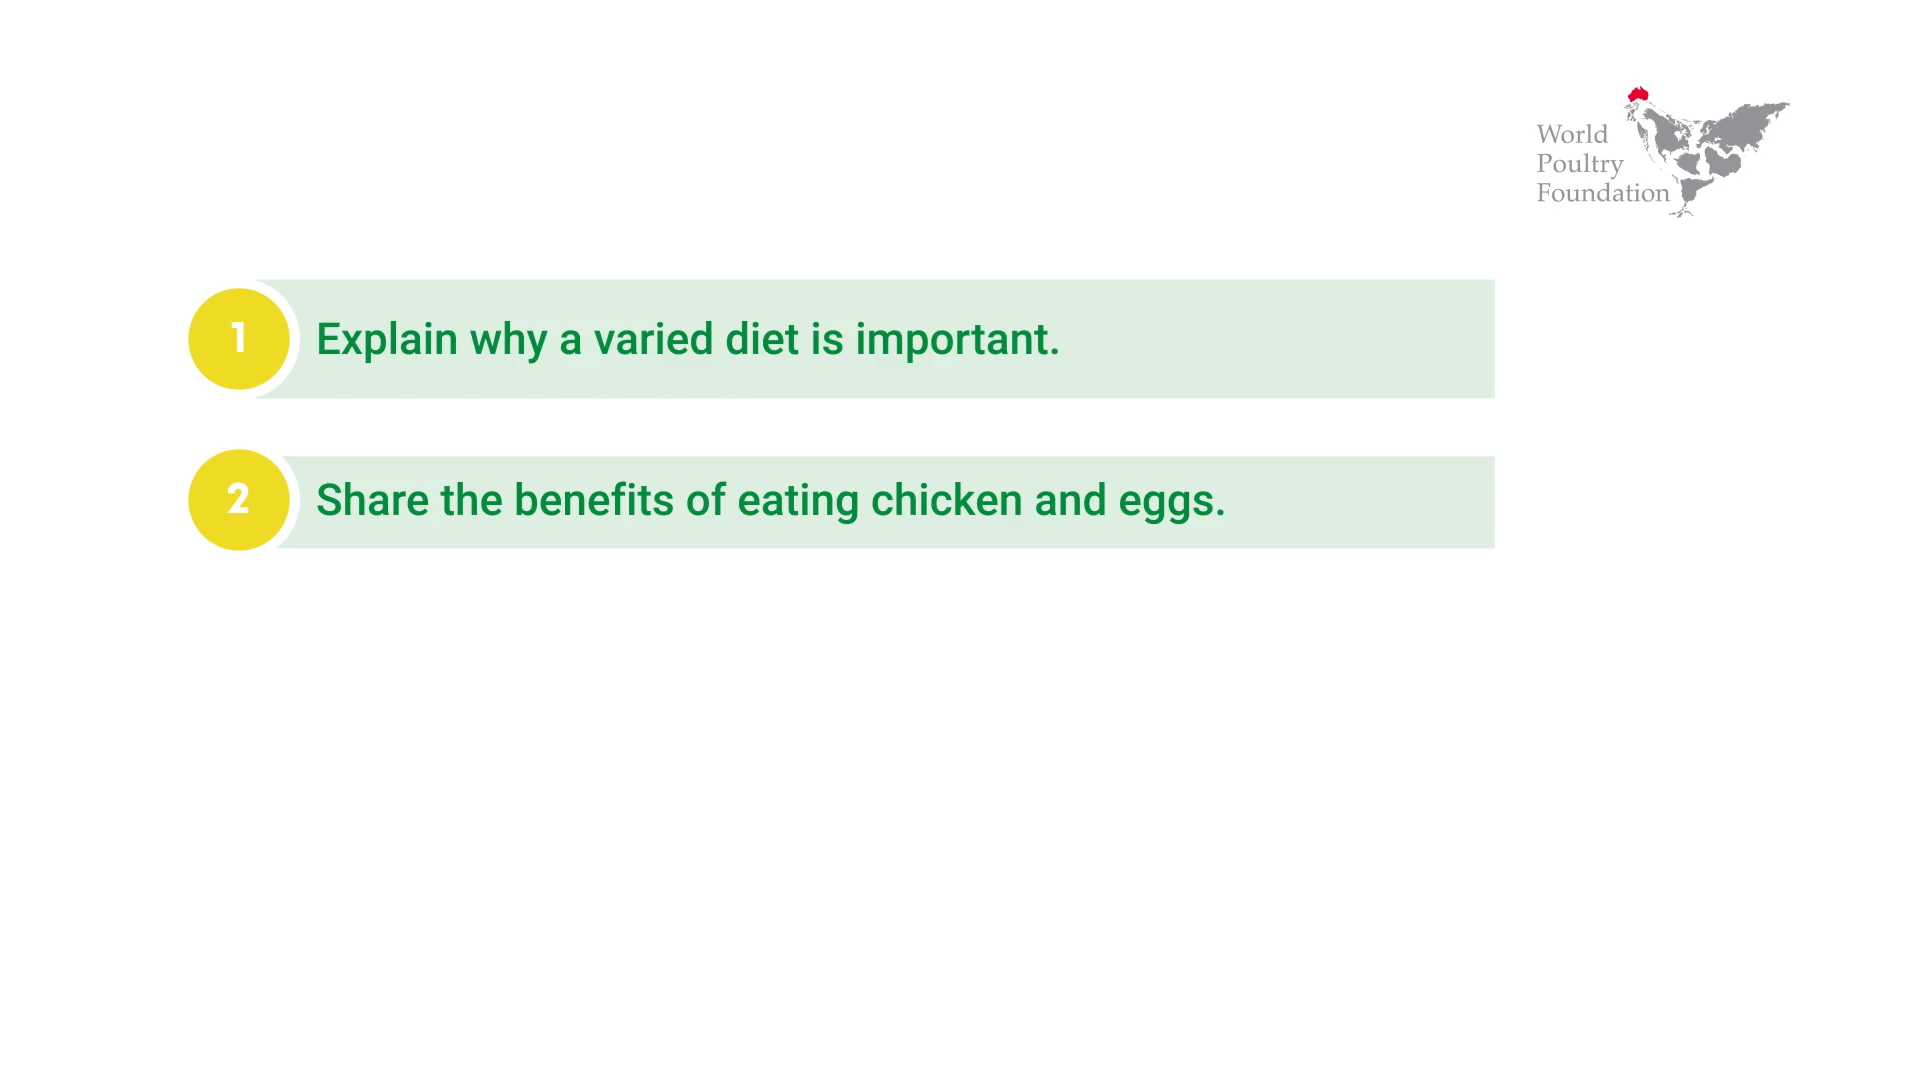 World
Poultry
Foundation
1
Explain why a varied diet is important.
2
Share the benefits of eating chicken and eggs.